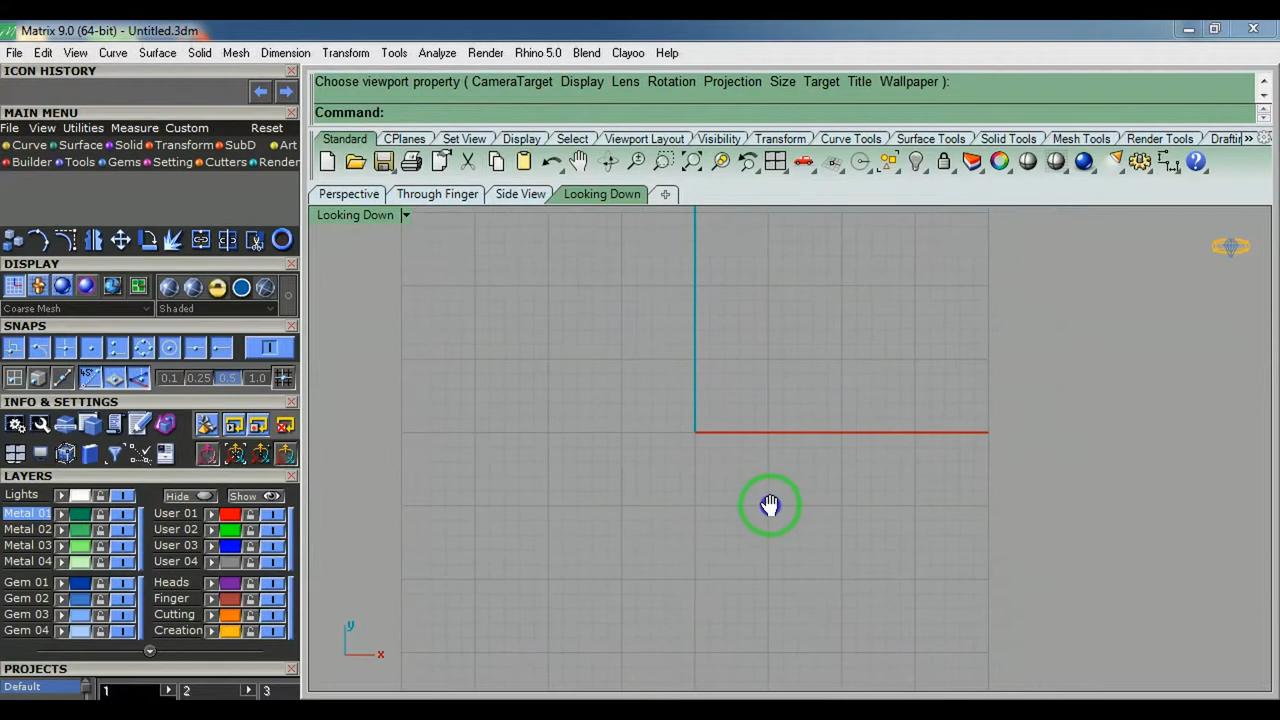 Matrix 9.0 (64-bit) - Untitled.3dm
File Edit View Curve Surface Solid Mesh Dimension Transform Tools Analyze Render Rhino 5.0 Blend Clayoo Help
ICON HISTORY
Choose viewport property ( CameraTarget Display Lens Rotation Projection Size Target Title Wallpaper ):
Command:
MAIN MENU
File View Utilities Measure Custom Reset
Curve Surface Solid Transform SubD Art
Builder Tools Gems Setting Cutters Render
Standard CPlanes Set View Display Select Viewport Layout Visibility Transform Curve Tools Surface Tools Solid Tools Mesh Tools Render Tools Draftir »
Perspective Through Finger Side View Looking Down
Looking Down
DISPLAY
Coarse Mesh Shaded
SNAPS
45°
0.1 0.25 0.5 1.0
INFO & SETTINGS
LAYERS
Lights Hide Show
Metal 01 User 01
Metal 02 User 02
Metal 03 User 03
Metal 04 User 04
Gem 01 Heads
Gem 02 Finger
Gem 03 Cutting
Gem 04 Creation
PROJECTS
Default 1 2 3
y
x